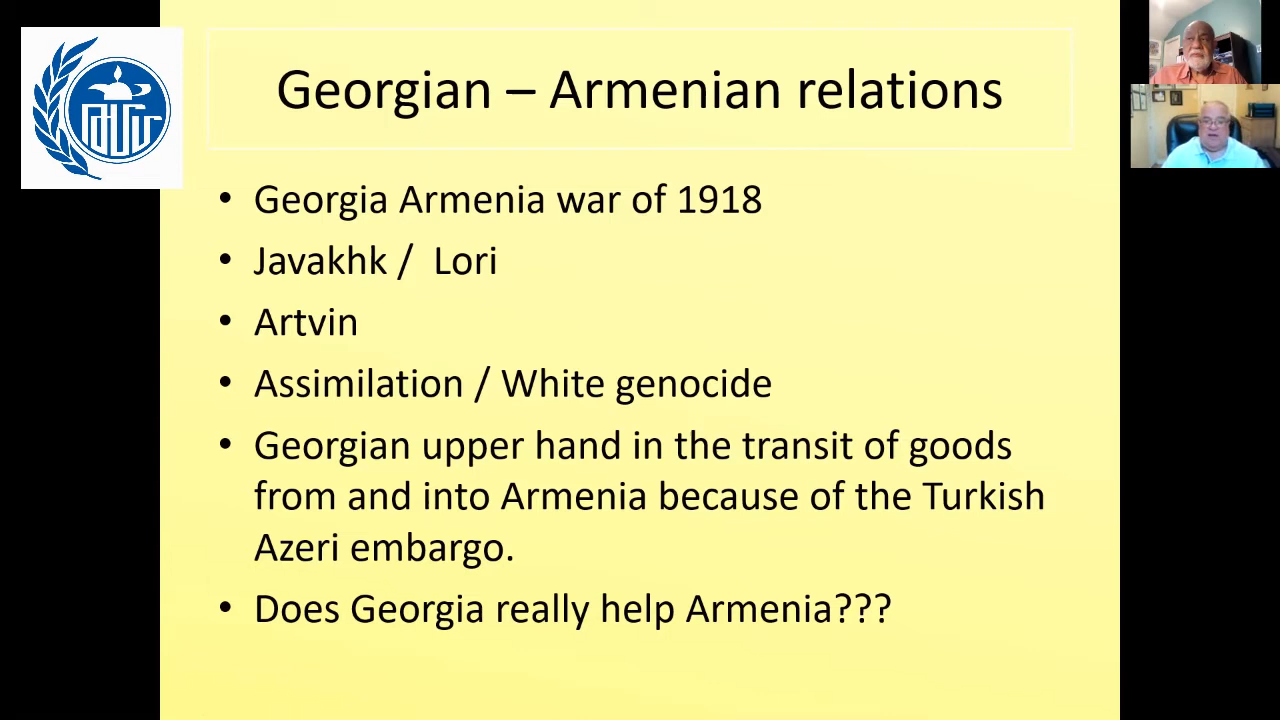 Georgian – Armenian relations
• Georgia Armenia war of 1918
• Javakhk / Lori
• Artvin
• Assimilation / White genocide
• Georgian upper hand in the transit of goods
from and into Armenia because of the Turkish
Azeri embargo.
• Does Georgia really help Armenia???